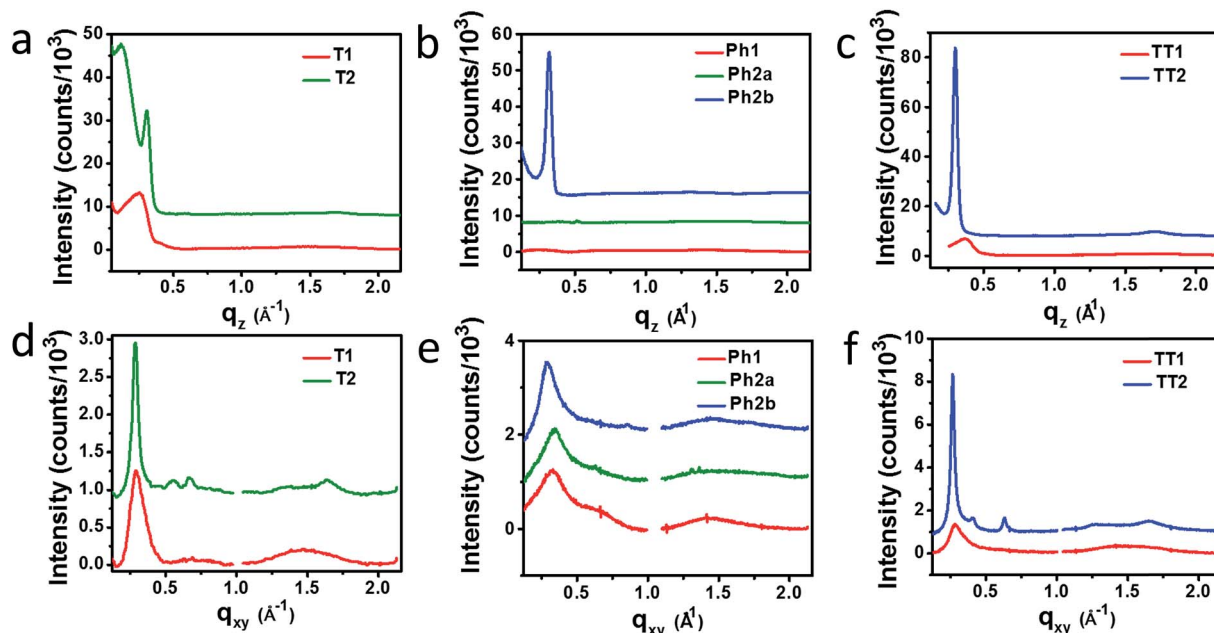 a
Intensity (counts/10³)
50
40
30
20
10
0
T1
T2
0.5
1.0
1.5
2.0
q_z (Å⁻¹)
b
Intensity (counts/10³)
60
50
40
30
20
10
0
Ph1
Ph2a
Ph2b
0.5
1.0
1.5
2.0
q_z (Å¹)
c
Intensity (counts/10³)
80
60
40
20
0
TT1
TT2
0.5
1.0
1.5
2.0
q_z (Å¹)
d
Intensity (counts/10³)
3.0
2.5
2.0
1.5
1.0
0.5
0.0
T1
T2
0.5
1.0
1.5
2.0
q_xy (Å⁻¹)
e
Intensity (counts/10³)
4
2
0
Ph1
Ph2a
Ph2b
0.5
1.0
1.5
2.0
q_xy (Å¹)
f
Intensity (counts/10³)
10
8
6
4
2
0
TT1
TT2
0.5
1.0
1.5
2.0
q_xy (Å⁻¹)